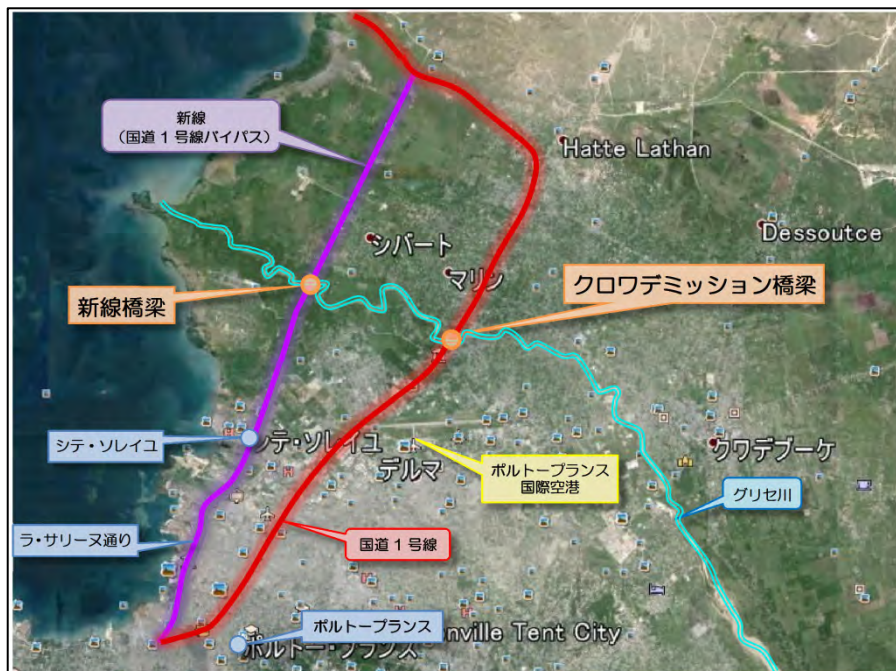 新線
（国道1号線バイパス）
Hatte Lathan
Dessoutce
シバート
マリン
新線橋梁
クロワデミッション橋梁
シテ・ソレイユ
シテ・ソレイユ
デルマ
ポルトープランス
国際空港
クワデブーケ
グリセ川
ラ・サリーヌ通り
国道1号線
ポルトープランス
ポルトー・プランス
onville Tent City